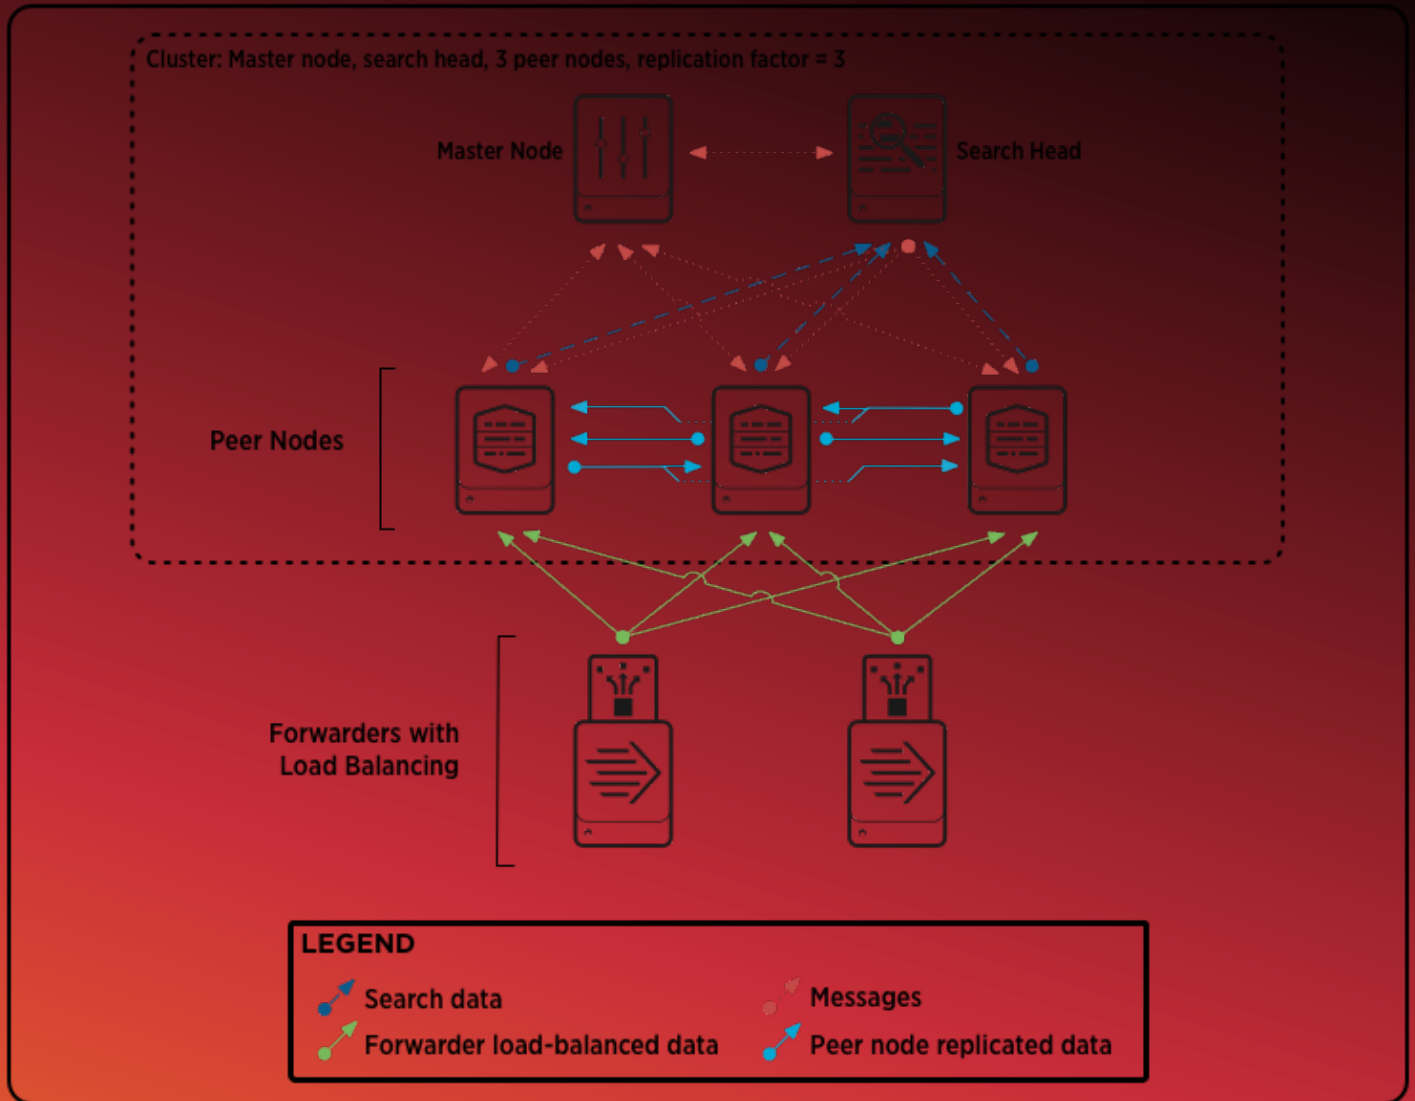 Cluster: Master node, search head, 3 peer nodes, replication factor = 3
Master Node
Search Head
Peer Nodes
Forwarders with
Load Balancing
LEGEND
Search data
Messages
Forwarder load-balanced data
Peer node replicated data